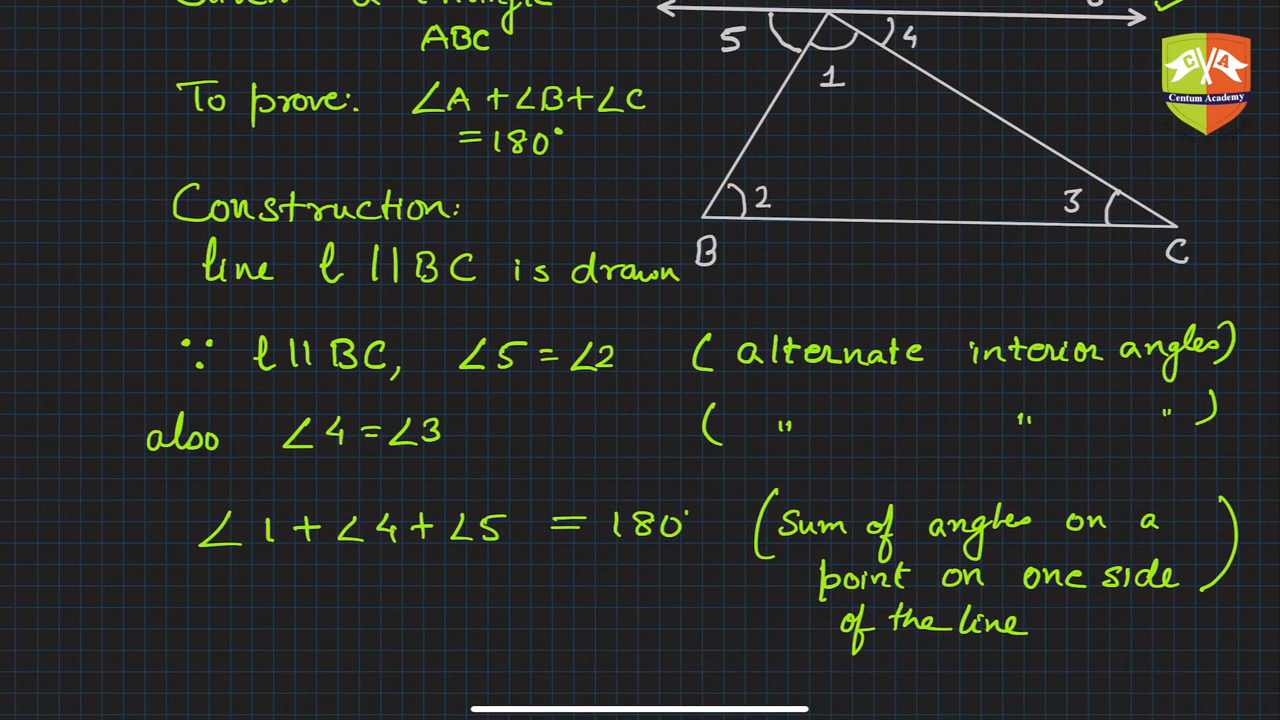 triangle
ABC
To prove: ∠A + ∠B + ∠C
= 180°
Construction:
line l || BC is drawn
∵ l || BC, ∠5 = ∠2 (alternate interior angles)
also ∠4 = ∠3 ( " " " )
∠1 + ∠4 + ∠5 = 180° (Sum of angles on a
point on one side)
of the line
5
1
4
2
3
B
C
C A
Centum Academy